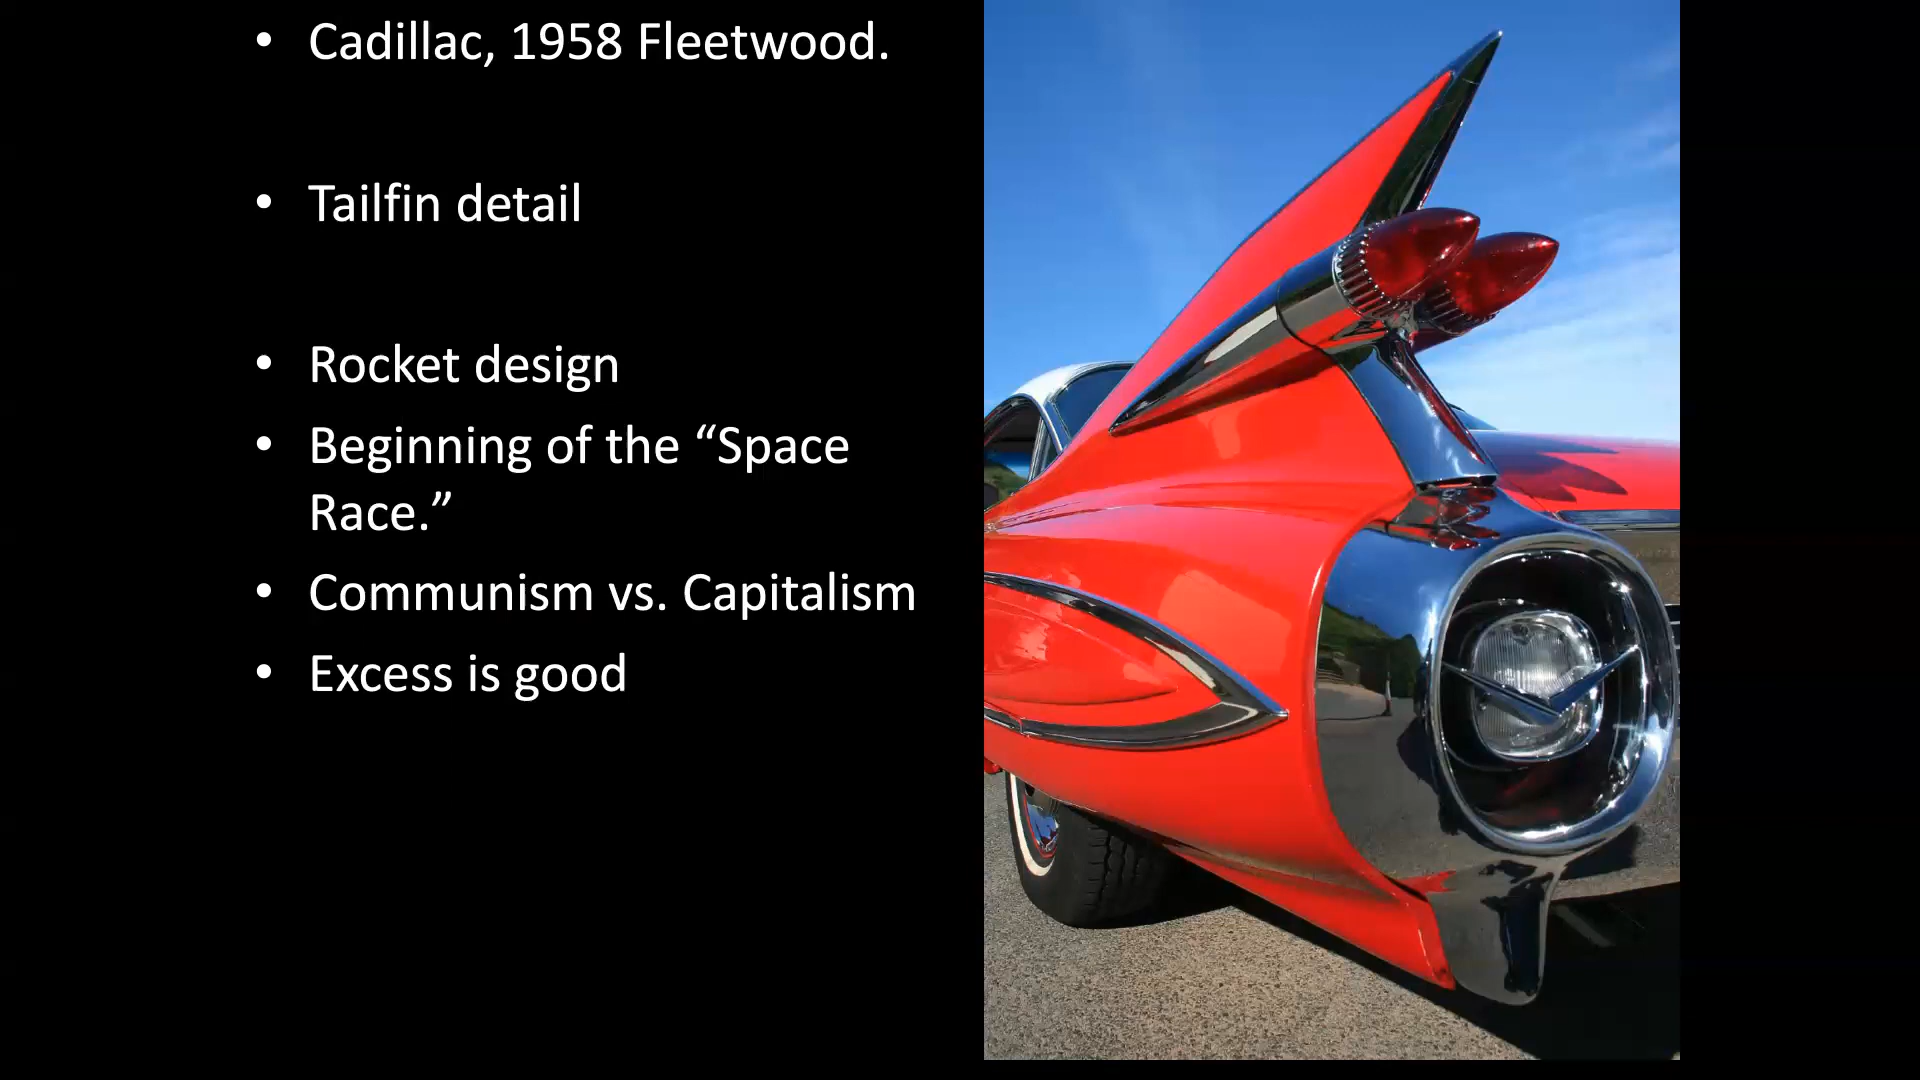 • Cadillac, 1958 Fleetwood.
• Tailfin detail
• Rocket design
• Beginning of the “Space
Race.”
• Communism vs. Capitalism
• Excess is good